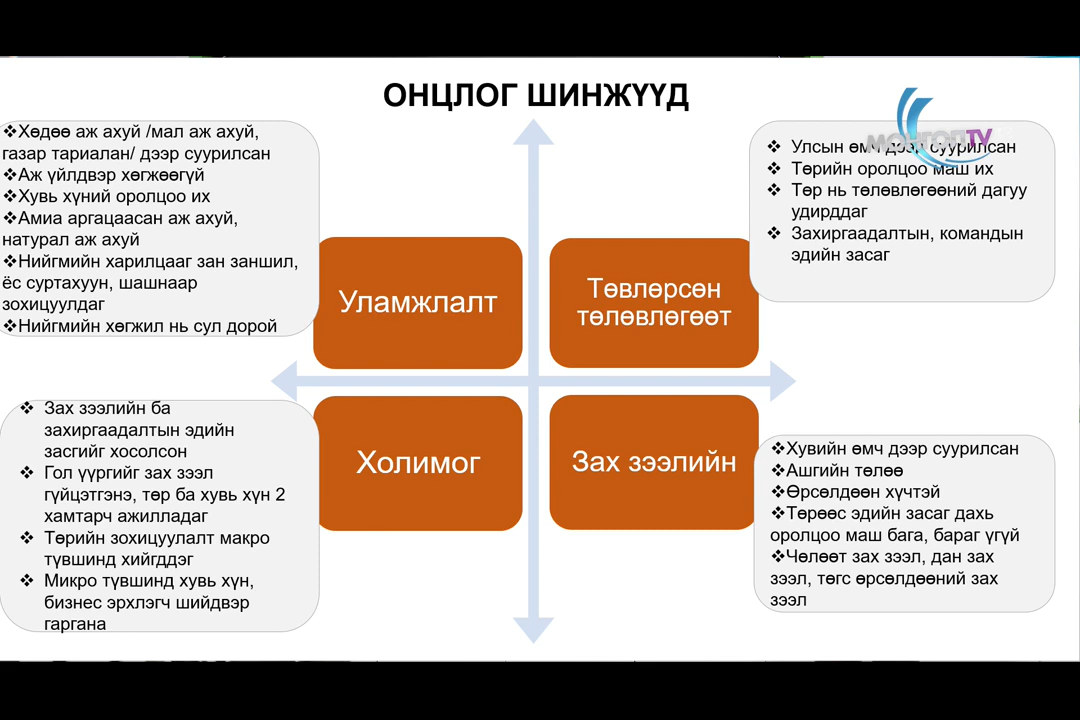 ОНЦЛОГ ШИНЖҮҮД
МОНГОЛ TV
❖Хөдөө аж ахуй /мал аж ахуй,
газар тариалан/ дээр суурилсан
❖Аж үйлдвэр хөгжөөгүй
❖Хувь хүний оролцоо их
❖Амиа аргацаасан аж ахуй,
натурал аж ахуй
❖Нийгмийн харилцааг зан заншил,
ёс суртахуун, шашнаар
зохицуулдаг
❖Нийгмийн хөгжил нь сул дорой
Уламжлалт
Төвлөрсөн
төлөвлөгөөт
❖ Улсын өмч дээр суурилсан
❖ Төрийн оролцоо маш их
❖ Төр нь төлөвлөгөөний дагуу
удирддаг
❖ Захиргаадалтын, командын
эдийн засаг
❖ Зах зээлийн ба
захиргаадалтын эдийн
засгийг хосолсон
❖ Гол үүргийг зах зээл
гүйцэтгэнэ, төр ба хувь хүн 2
хамтарч ажилладаг
❖ Төрийн зохицуулалт макро
түвшинд хийгддэг
❖ Микро түвшинд хувь хүн,
бизнес эрхлэгч шийдвэр
гаргана
Холимог
Зах зээлийн
❖Хувийн өмч дээр суурилсан
❖Ашгийн төлөө
❖Өрсөлдөөн хүчтэй
❖Төрөөс эдийн засаг дахь
оролцоо маш бага, бараг үгүй
❖Чөлөөт зах зээл, дан зах
зээл, төгс өрсөлдөөний зах
зээл